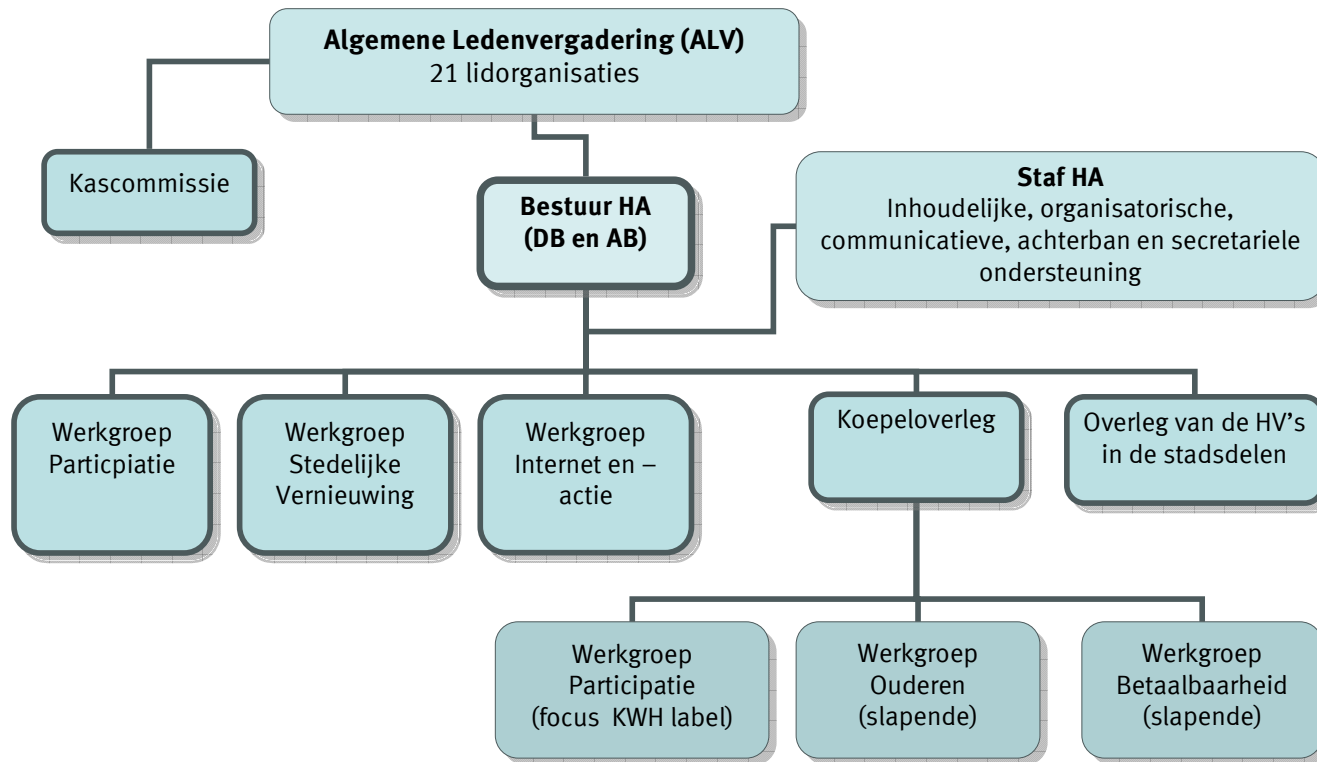 Algemene Ledenvergadering (ALV)
21 lidorganisaties
Kascommissie
Bestuur HA
(DB en AB)
Staf HA
Inhoudelijke, organisatorische,
communicatieve, achterban en secretariele
ondersteuning
Werkgroep
Particpiatie
Werkgroep
Stedelijke
Vernieuwing
Werkgroep
Internet en –
actie
Koepeloverleg
Overleg van de HV’s
in de stadsdelen
Werkgroep
Participatie
(focus KWH label)
Werkgroep
Ouderen
(slapende)
Werkgroep
Betaalbaarheid
(slapende)